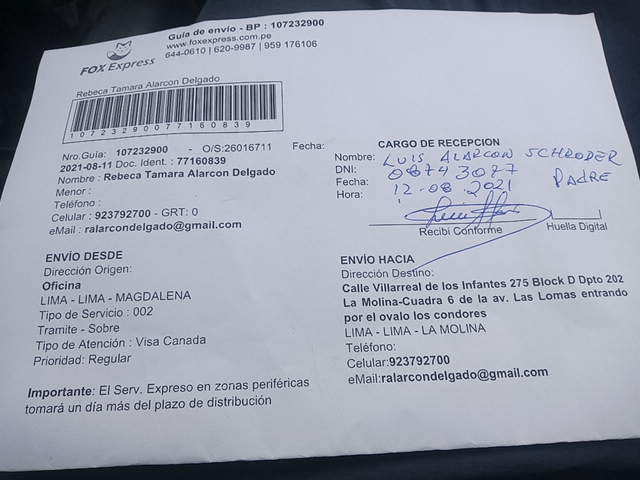 Guía de envío - BP : 107232900
www.foxexpress.com.pe
644-0610 | 620-9987 | 959 176106
FOX Express
Rebeca Tamara Alarcon Delgado
10723290077160839
Nro.Guía: 107232900 - O/S:26016711 Fecha:
2021-08-11 Doc. Ident. : 77160839
Nombre : Rebeca Tamara Alarcon Delgado
Menor :
Teléfono :
Celular : 923792700 - GRT: 0
eMail : ralarcondelgado@gmail.com
ENVÍO DESDE
Dirección Origen:
Oficina
LIMA - LIMA - MAGDALENA
Tipo de Servicio : 002
Tramite - Sobre
Tipo de Atención : Visa Canada
Prioridad: Regular
Importante: El Serv. Expreso en zonas periféricas
tomará un día más del plazo de distribución
CARGO DE RECEPCION
Nombre: LUIS ALARCON SCHRODER
DNI: 08743077 PADRE
Fecha: 12-08.2021
Hora:
Recibi Conforme
Huella Digital
ENVÍO HACIA
Dirección Destino:
Calle Villarreal de los Infantes 275 Block D Dpto 202
La Molina-Cuadra 6 de la av. Las Lomas entrando
por el ovalo los condores
LIMA - LIMA - LA MOLINA
Teléfono:
Celular:923792700
eMail:ralarcondelgado@gmail.com